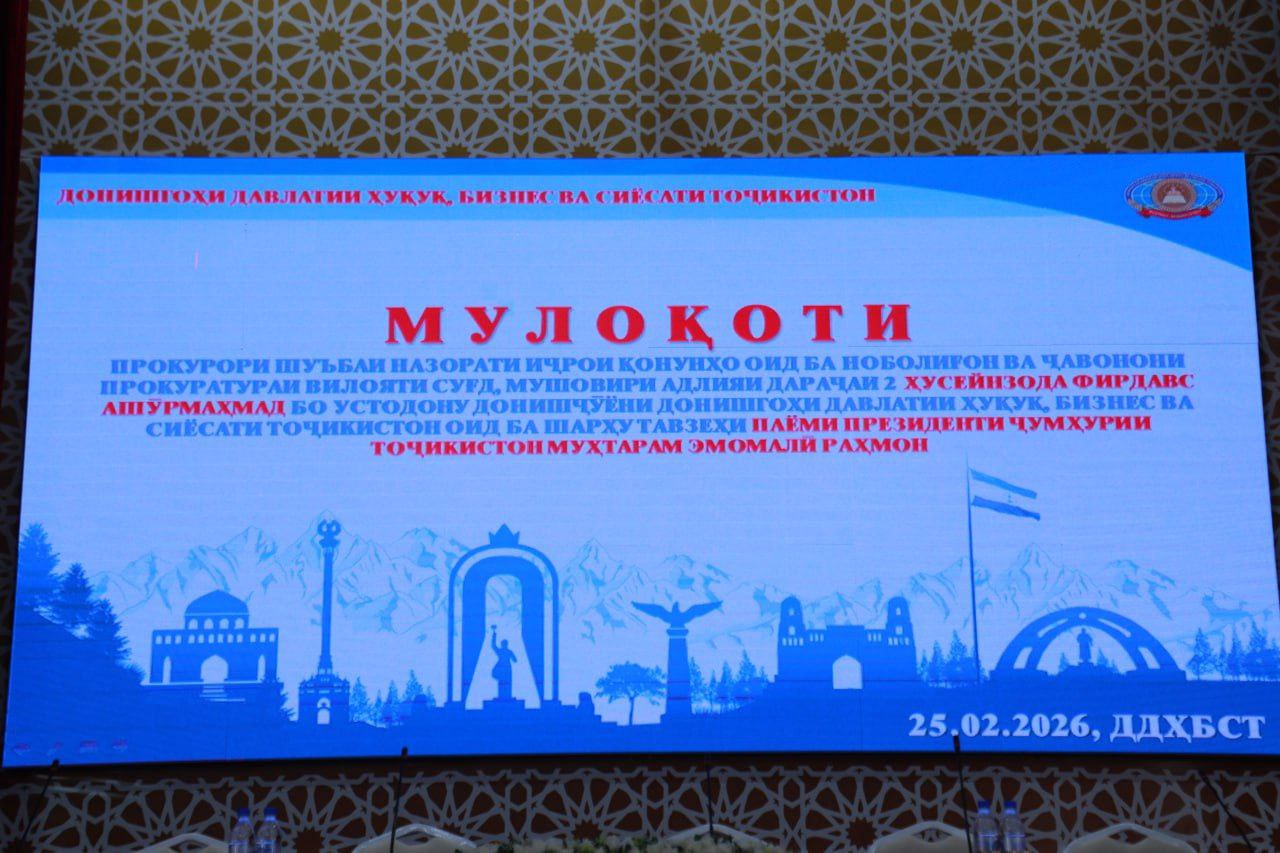 ДОНИШГОҲИ ДАВЛАТИИ ҲУҚУҚ, БИЗНЕС ВА СИЁСАТИ ТОҶИКИСТОН
МУЛОҚОТИ
ПРОКУРОРИ ШУЪБАИ НАЗОРАТИ ИҶРОИ ҚОНУНҲО ОИД БА НОБОЛИҒОН ВА ҶАВОНОНИ
ПРОКУРАТУРАИ ВИЛОЯТИ СУҒД, МУШОВИРИ АДЛИЯИ ДАРАҶАИ 2 ҲУСЕЙНЗОДА ФИРДАВС
АШӮРМАҲМАД БО УСТОДОНУ ДОНИШҶӮЁНИ ДОНИШГОҲИ ДАВЛАТИИ ҲУҚУҚ, БИЗНЕС ВА
СИЁСАТИ ТОҶИКИСТОН ОИД БА ШАРҲУ ТАВЗЕҲИ ПАЁМИ ПРЕЗИДЕНТИ ҶУМҲУРИИ
ТОҶИКИСТОН МУҲТАРАМ ЭМОМАЛӢ РАҲМОН
25.02.2026, ДДҲБСТ